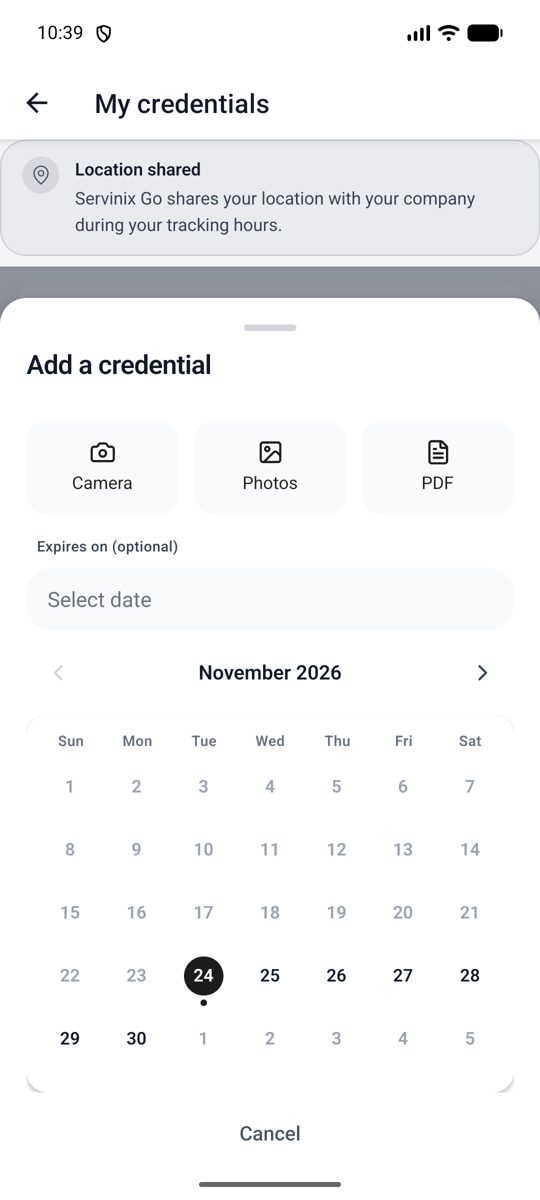 10:39
My credentials
Location shared
Servinix Go shares your location with your company
during your tracking hours.
Add a credential
Camera Photos PDF
Expires on (optional)
Select date
November 2026
Sun Mon Tue Wed Thu Fri Sat
1 2 3 4 5 6 7
8 9 10 11 12 13 14
15 16 17 18 19 20 21
22 23 24 25 26 27 28
29 30 1 2 3 4 5
Cancel